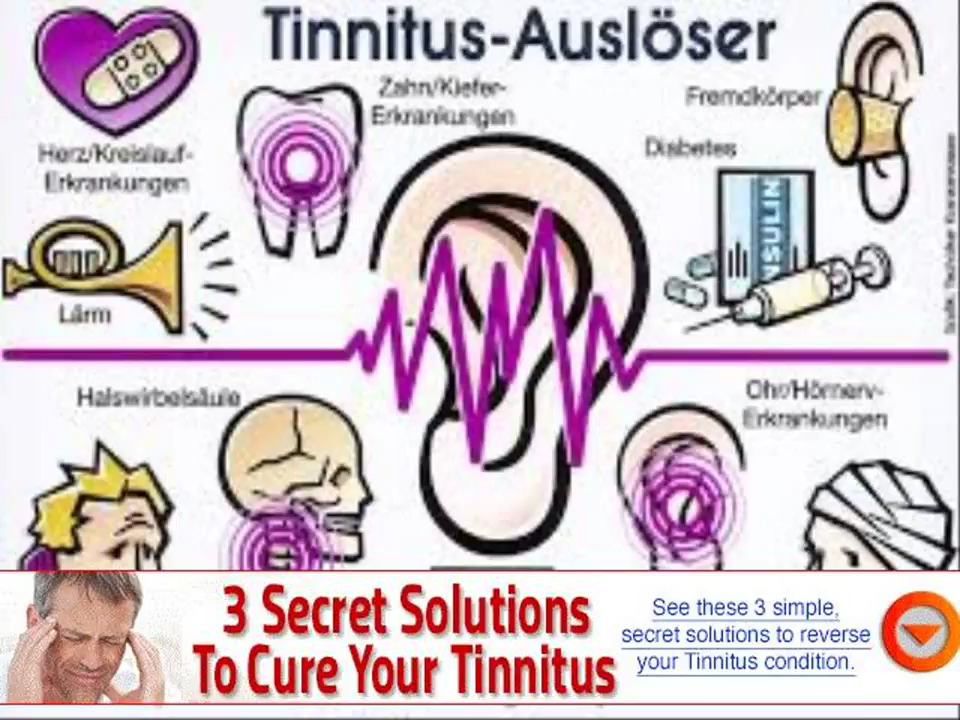 Tinnitus-Auslöser
Zahn/Kiefer-
Erkrankungen
Fremdkörper
Herz/Kreislauf-
Erkrankungen
Diabetes
INSULIN
Lärm
Halswirbelsäule
Ohr/Hörnerv-
Erkrankungen
3 Secret Solutions
To Cure Your Tinnitus
See these 3 simple,
secret solutions to reverse
your Tinnitus condition.